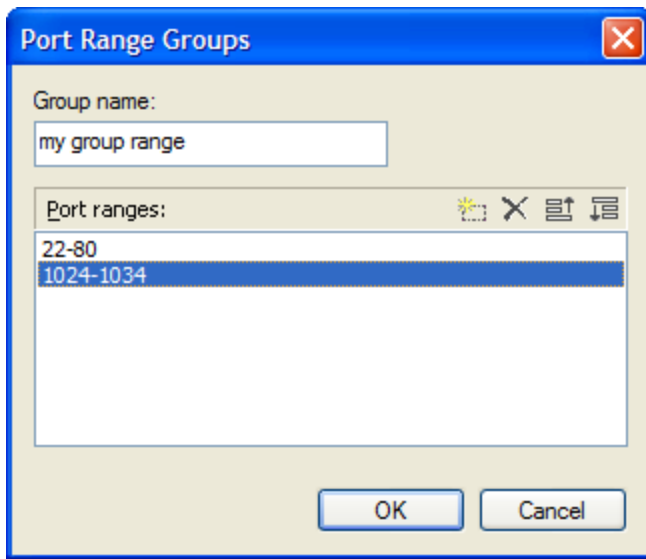 Port Range Groups
Group name:
my group range
Port ranges:
22-80
1024-1034
OK Cancel